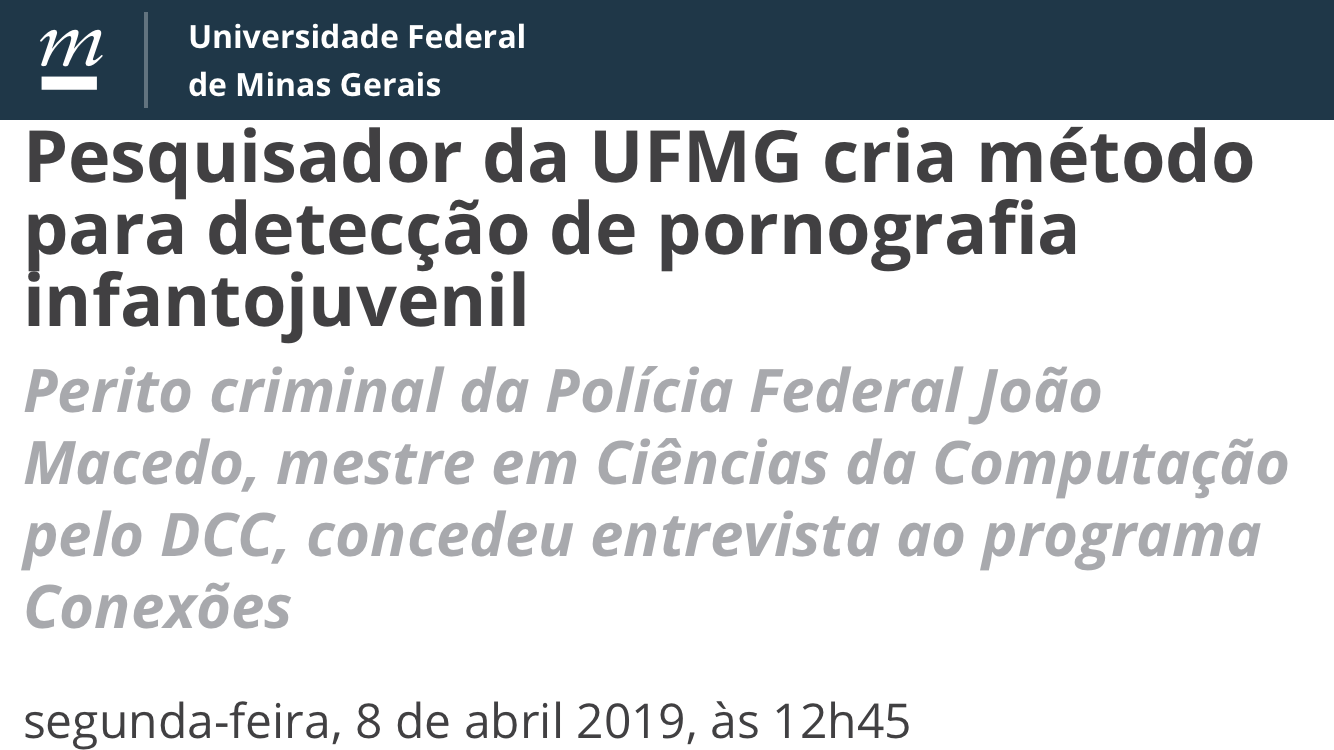 m
Universidade Federal
de Minas Gerais
Pesquisador da UFMG cria método
para detecção de pornografia
infantojuvenil
Perito criminal da Polícia Federal João
Macedo, mestre em Ciências da Computação
pelo DCC, concedeu entrevista ao programa
Conexões
segunda-feira, 8 de abril 2019, às 12h45